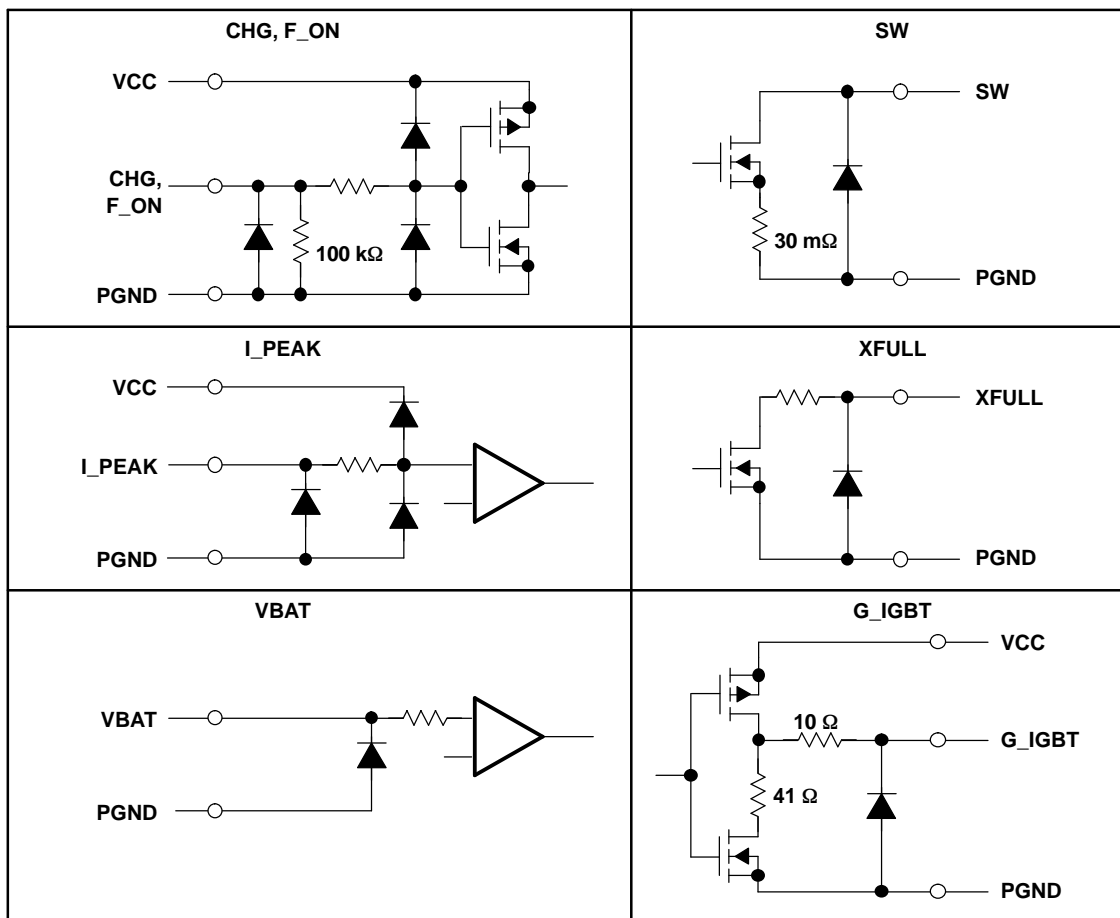 CHG, F_ON
VCC
CHG,
F_ON
100 kΩ
PGND
SW
SW
30 mΩ
PGND
I_PEAK
VCC
I_PEAK
PGND
XFULL
XFULL
PGND
VBAT
VBAT
PGND
G_IGBT
VCC
10 Ω
G_IGBT
41 Ω
PGND